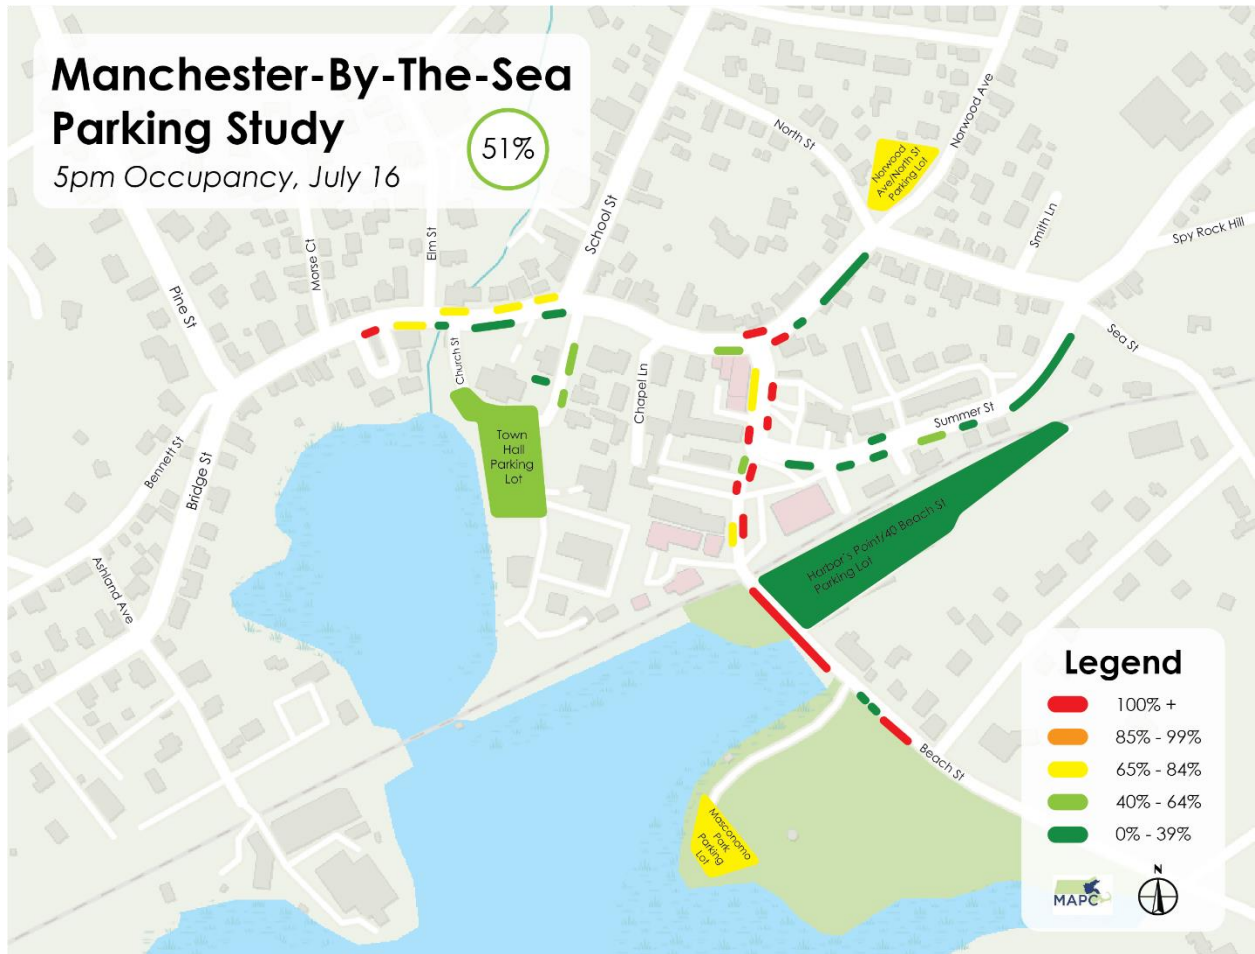 Manchester-By-The-Sea
Parking Study
5pm Occupancy, July 16
51%
Norwood Ave
North St
Norwood
Ave/North St
Parking Lot
School St
Smith Ln
Spy Rock Hill
Elm St
Morse Ct
Pine St
Sea St
Church St
Chapel Ln
Summer St
Bennett St
Bridge St
Town
Hall
Parking
Lot
Harbor's Point/40 Beach St
Parking Lot
Ashland Ave
Beach St
Masconomo
Park
Parking
Lot
Legend
100% +
85% - 99%
65% - 84%
40% - 64%
0% - 39%
MAPC
N